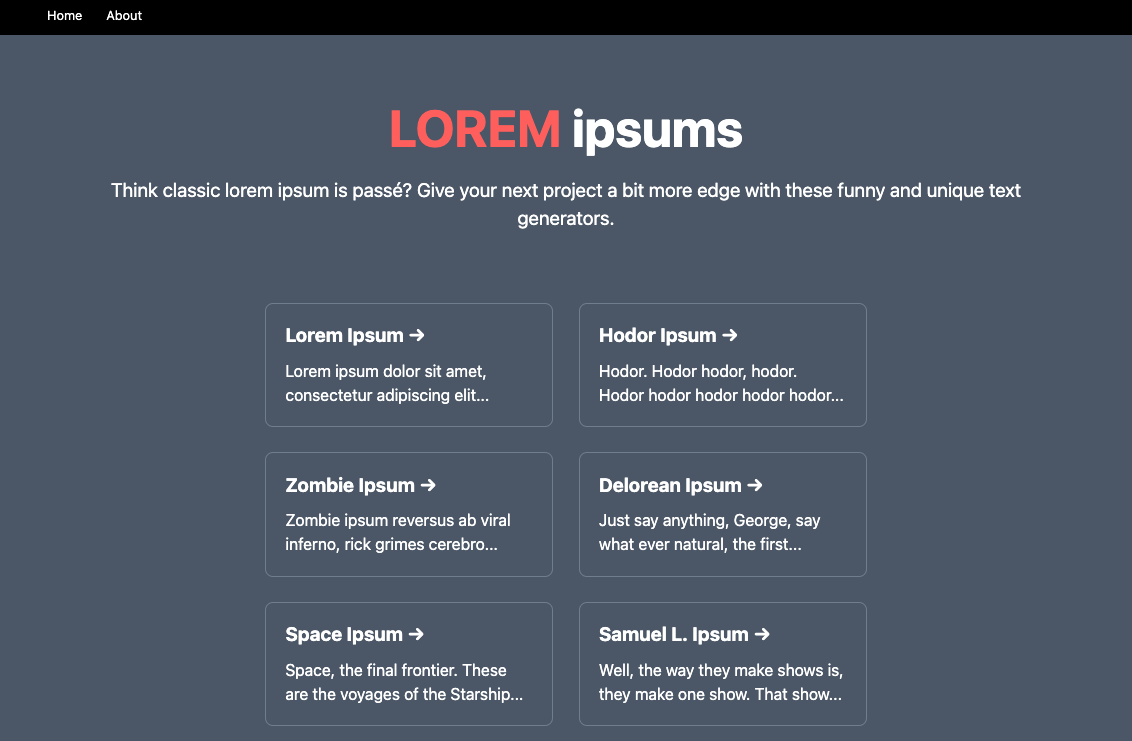 Home About
LOREM ipsums
Think classic lorem ipsum is passé? Give your next project a bit more edge with these funny and unique text
generators.
Lorem Ipsum →
Lorem ipsum dolor sit amet,
consectetur adipiscing elit...
Hodor Ipsum →
Hodor. Hodor hodor, hodor.
Hodor hodor hodor hodor hodor...
Zombie Ipsum →
Zombie ipsum reversus ab viral
inferno, rick grimes cerebro...
Delorean Ipsum →
Just say anything, George, say
what ever natural, the first...
Space Ipsum →
Space, the final frontier. These
are the voyages of the Starship...
Samuel L. Ipsum →
Well, the way they make shows is,
they make one show. That show...